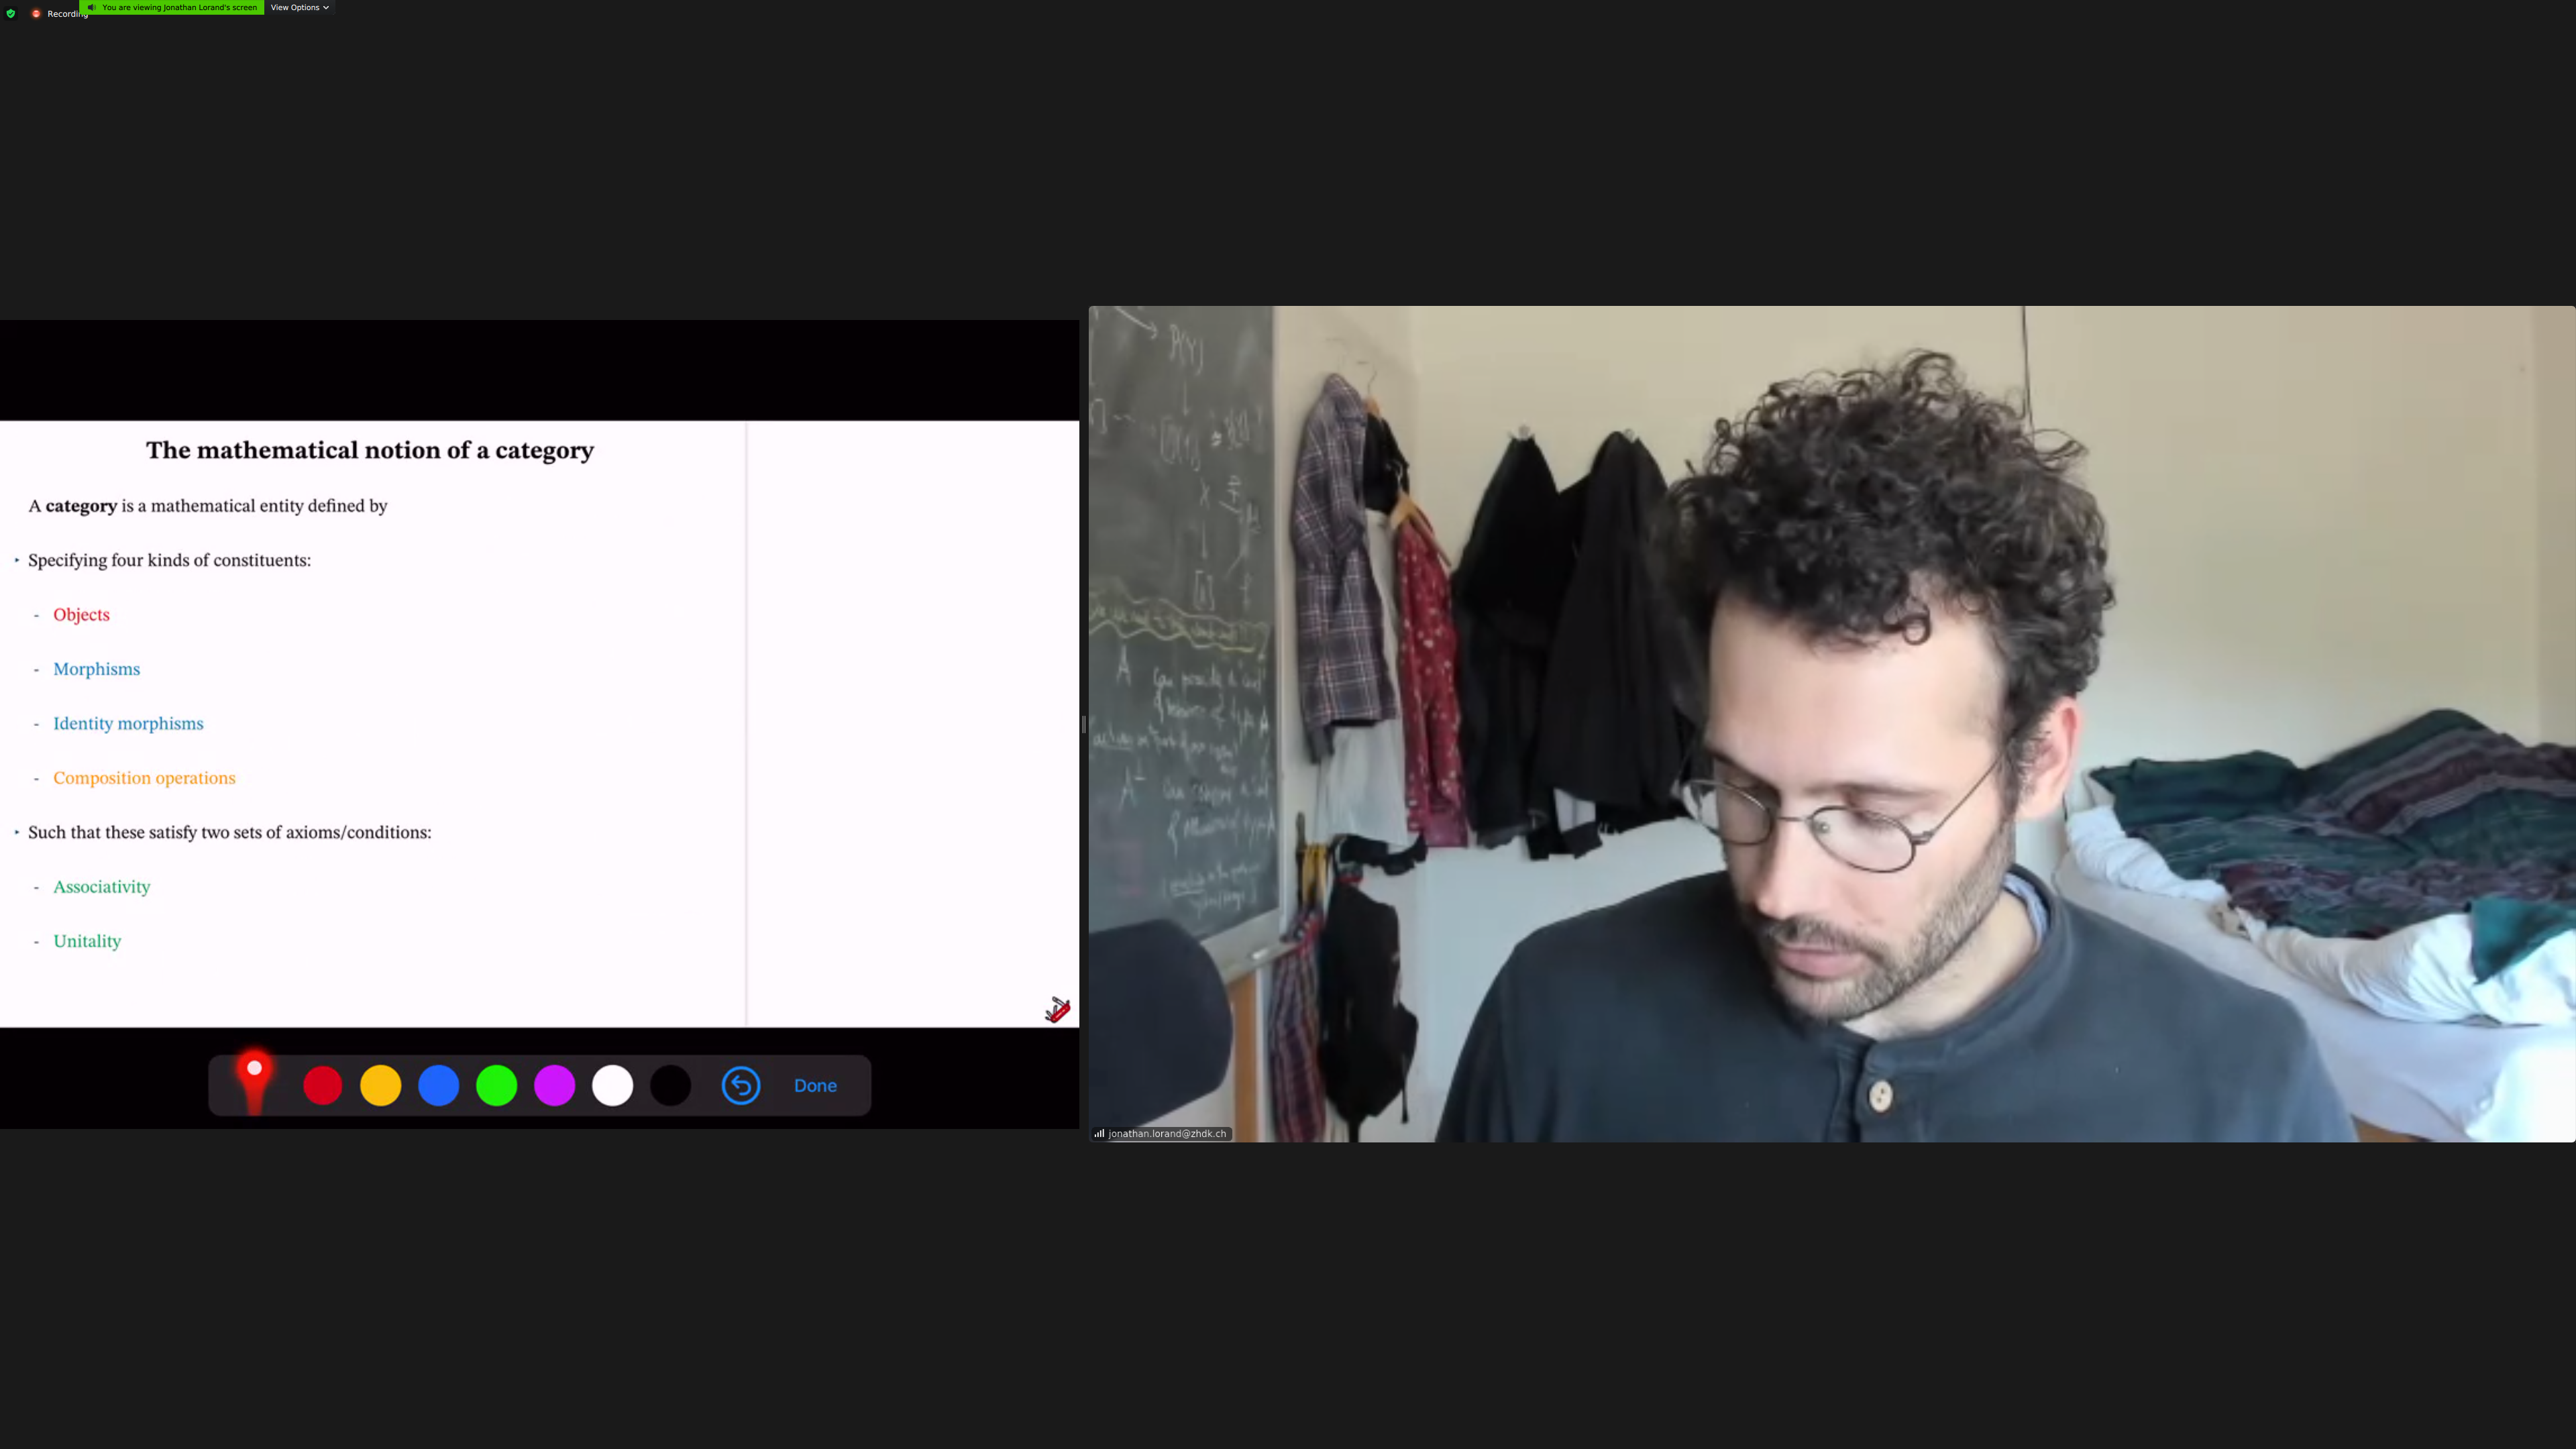 Recording
You are viewing Jonathan Lorand's screen
View Options
The mathematical notion of a category
A category is a mathematical entity defined by
‣ Specifying four kinds of constituents:
- Objects
- Morphisms
- Identity morphisms
- Composition operations
‣ Such that these satisfy two sets of axioms/conditions:
- Associativity
- Unitality
Done
A
jonathan.lorand@zhdk.ch